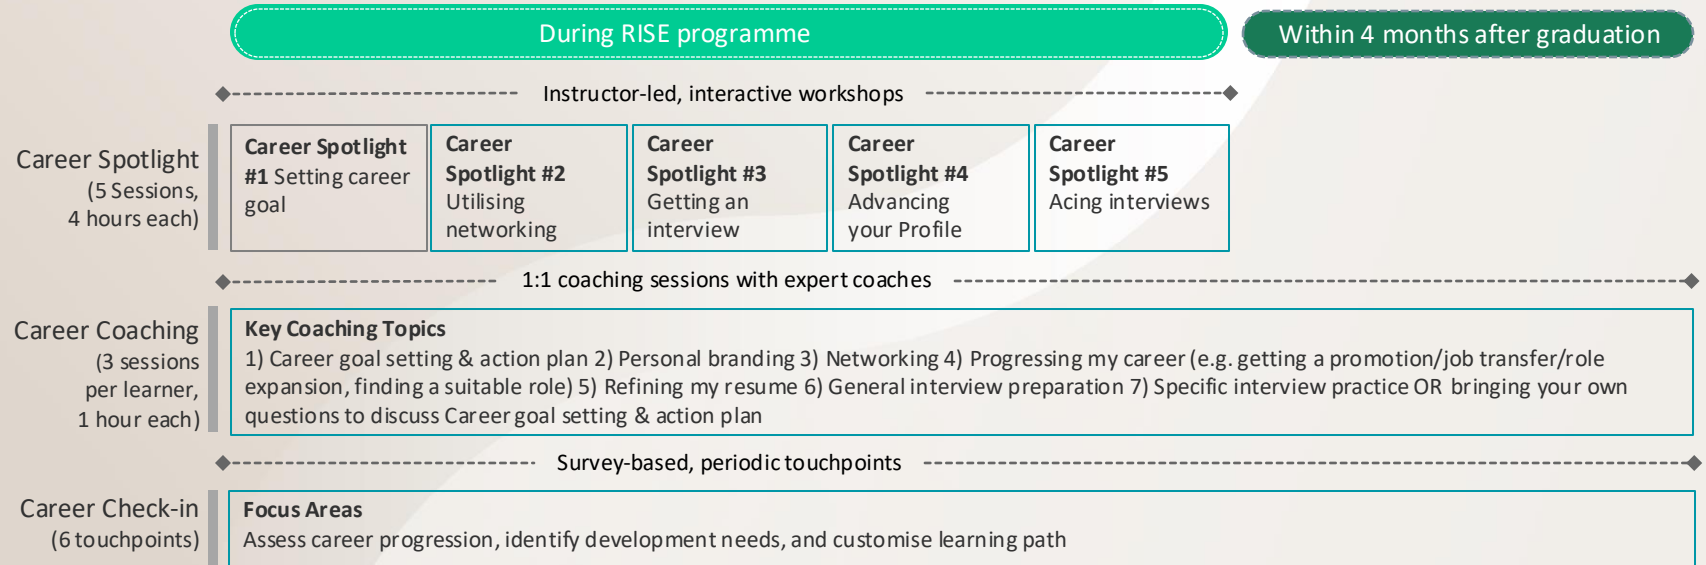 During RISE programme
Within 4 months after graduation
Instructor-led, interactive workshops
Career Spotlight
(5 Sessions,
4 hours each)
Career Spotlight
#1 Setting career
goal
Career
Spotlight #2
Utilising
networking
Career
Spotlight #3
Getting an
interview
Career
Spotlight #4
Advancing
your Profile
Career
Spotlight #5
Acing interviews
1:1 coaching sessions with expert coaches
Career Coaching
(3 sessions
per learner,
1 hour each)
Key Coaching Topics
1) Career goal setting & action plan 2) Personal branding 3) Networking 4) Progressing my career (e.g. getting a promotion/job transfer/role
expansion, finding a suitable role) 5) Refining my resume 6) General interview preparation 7) Specific interview practice OR bringing your own
questions to discuss Career goal setting & action plan
Survey-based, periodic touchpoints
Career Check-in
(6 touchpoints)
Focus Areas
Assess career progression, identify development needs, and customise learning path